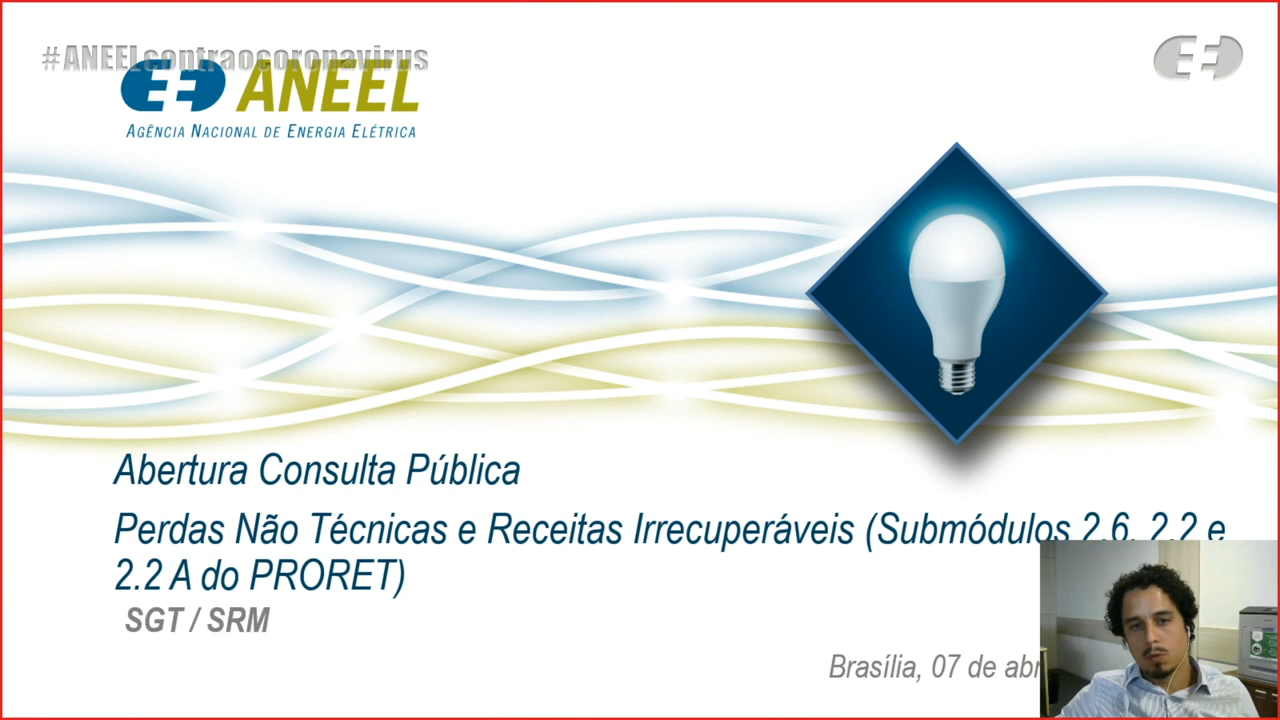 #ANEELcontraocoronavirus
ANEEL
AGÊNCIA NACIONAL DE ENERGIA ELÉTRICA
Abertura Consulta Pública
Perdas Não Técnicas e Receitas Irrecuperáveis (Submódulos 2.6, 2.2 e
2.2 A do PRORET)
SGT / SRM
Brasília, 07 de